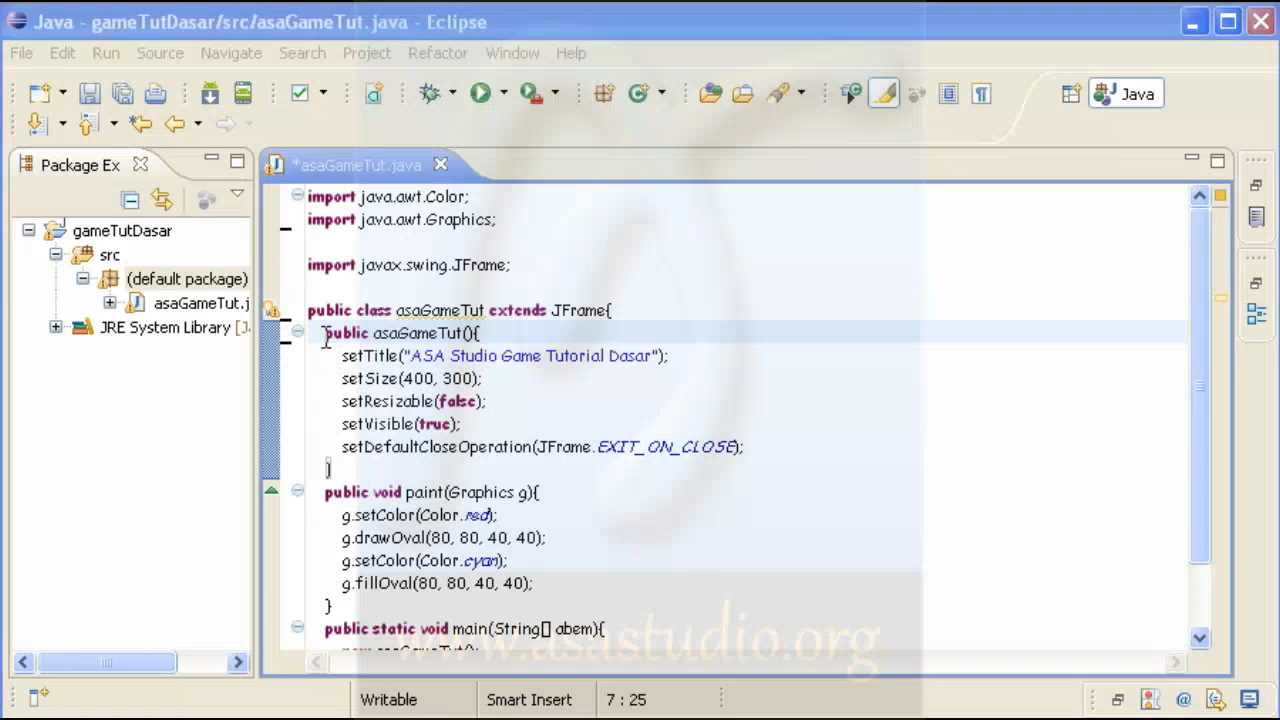 Java - gameTutDasar/src/asaGameTut.java - Eclipse
File Edit Run Source Navigate Search Project Refactor Window Help
Java
Package Ex
*asaGameTut.java
gameTutDasar
src
(default package)
asaGameTut.j
JRE System Library [J
import java.awt.Color;
import java.awt.Graphics;
import javax.swing.JFrame;
public class asaGameTut extends JFrame{
public asaGameTut(){
setTitle("ASA Studio Game Tutorial Dasar");
setSize(400, 300);
setResizable(false);
setVisible(true);
setDefaultCloseOperation(JFrame.EXIT_ON_CLOSE);
}
public void paint(Graphics g){
g.setColor(Color.red);
g.drawOval(80, 80, 40, 40);
g.setColor(Color.cyan);
g.fillOval(80, 80, 40, 40);
}
public static void main(String[] abem){
new asaGameTut();
www.asastudio.org
Writable
Smart Insert
7 : 25